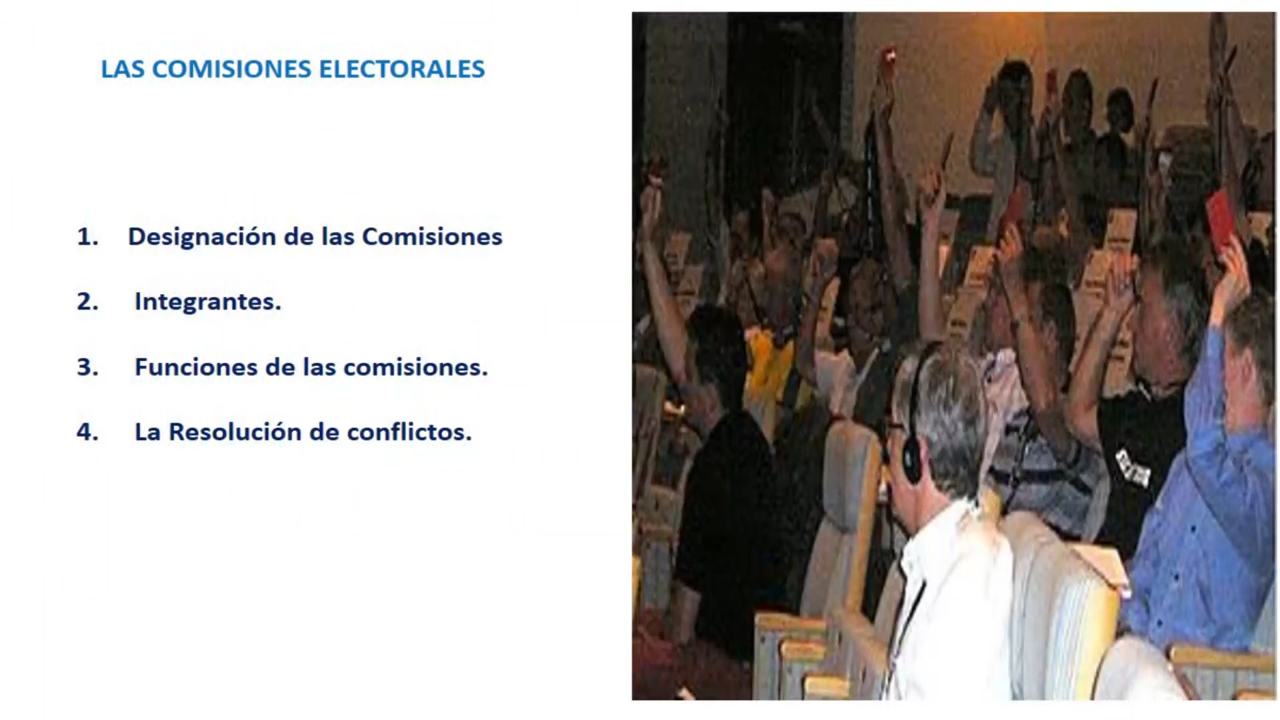 LAS COMISIONES ELECTORALES
1. Designación de las Comisiones
2. Integrantes.
3. Funciones de las comisiones.
4. La Resolución de conflictos.